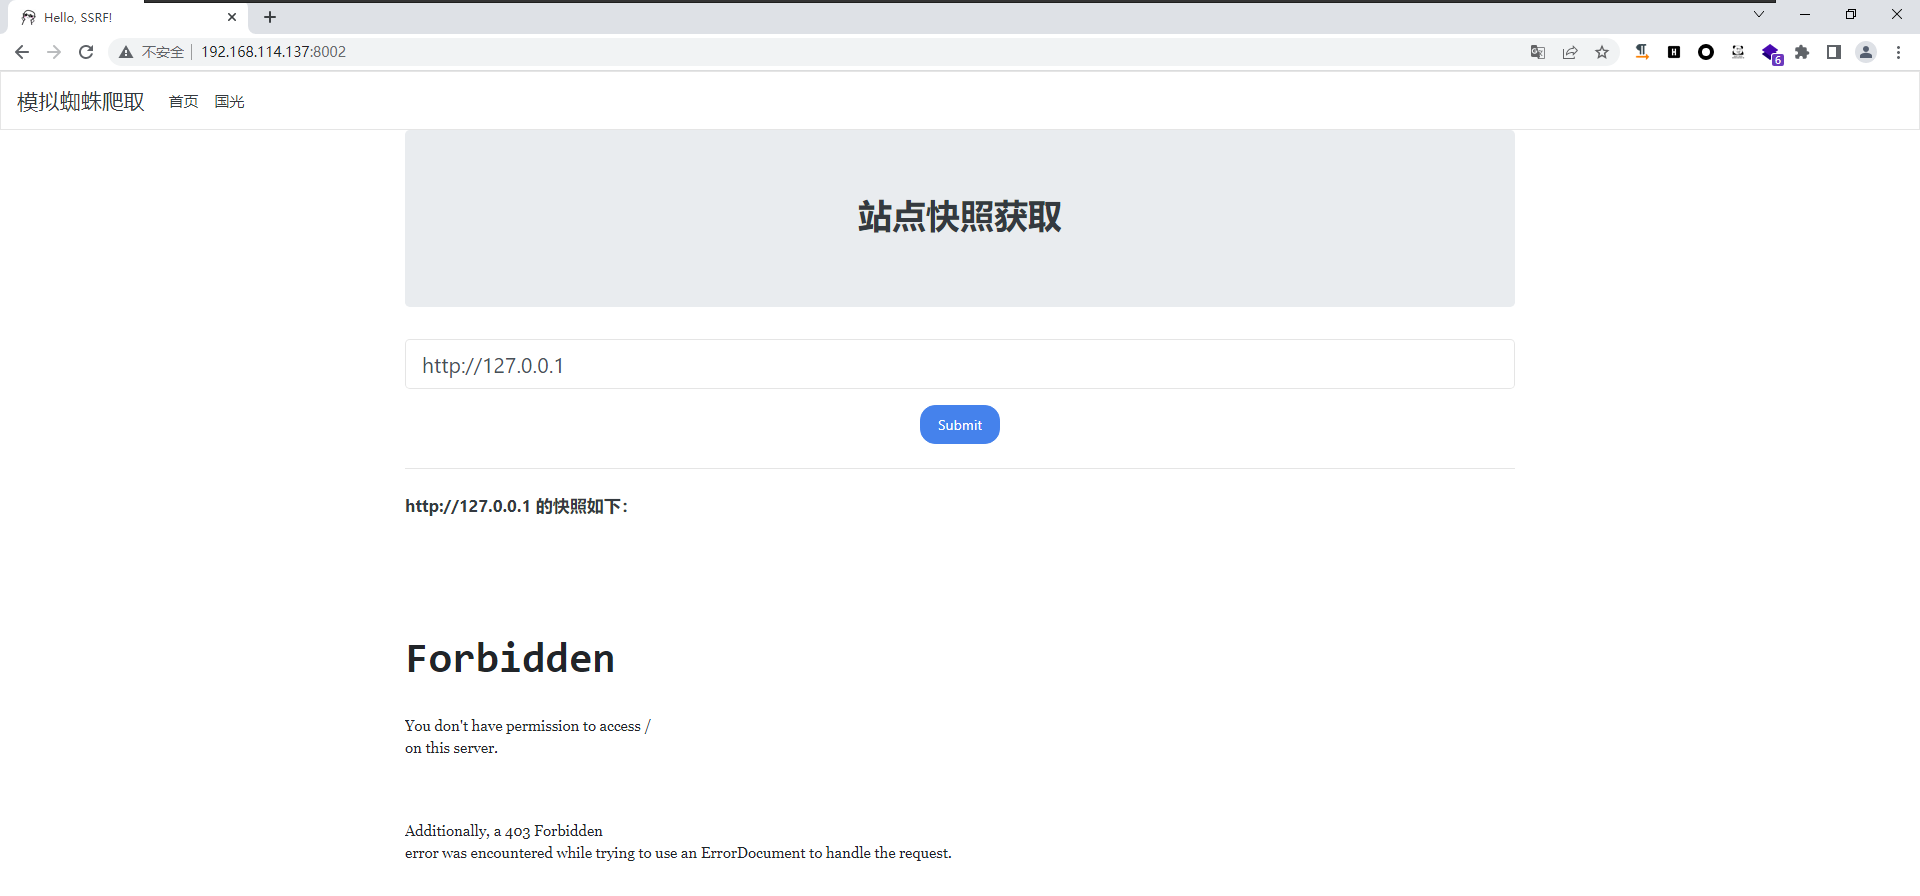 Hello, SSRF!
不安全 192.168.114.137:8002
6
模拟蜘蛛爬取 首页 国光
站点快照获取
http://127.0.0.1
Submit
http://127.0.0.1 的快照如下：
Forbidden
You don't have permission to access /
on this server.
Additionally, a 403 Forbidden
error was encountered while trying to use an ErrorDocument to handle the request.